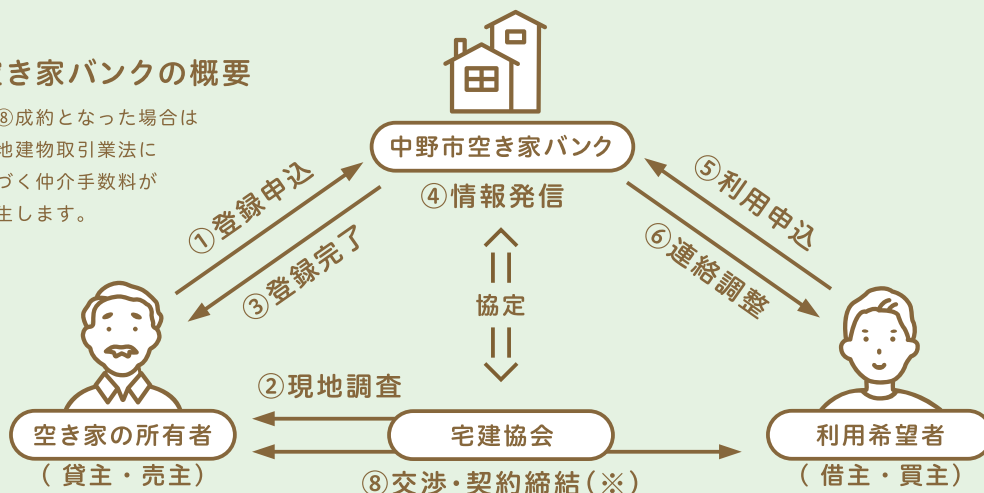 き家バンクの概要
⑧成約となった場合は
地建物取引業法に
づく仲介手数料が
生します。
中野市空き家バンク
④情報発信
①登録申込
③登録完了
⑤利用申込
⑥連絡調整
協定
②現地調査
空き家の所有者
(貸主・売主)
宅建協会
⑧交渉・契約締結(※)
利用希望者
(借主・買主)